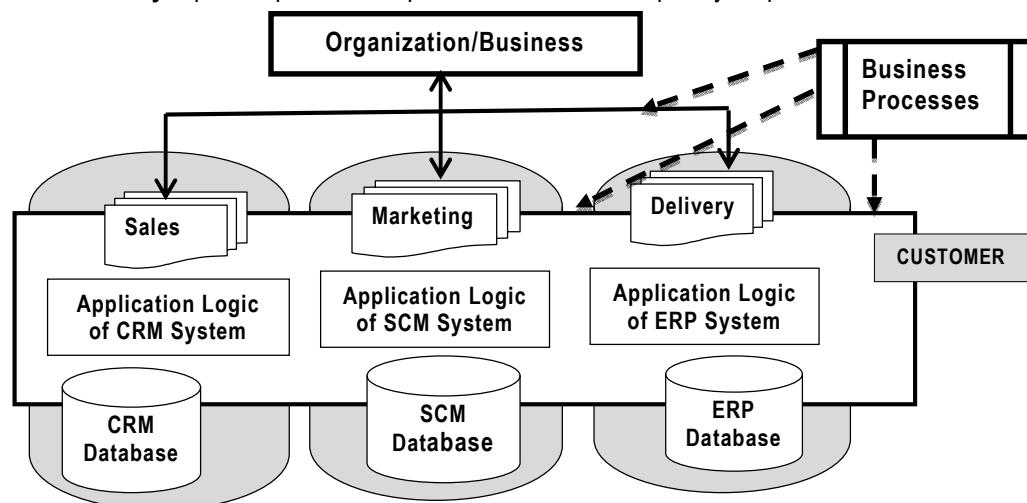 Organization/Business
Business
Processes
Sales
Marketing
Delivery
CUSTOMER
Application Logic
of CRM System
Application Logic
of SCM System
Application Logic
of ERP System
CRM
Database
SCM
Database
ERP
Database